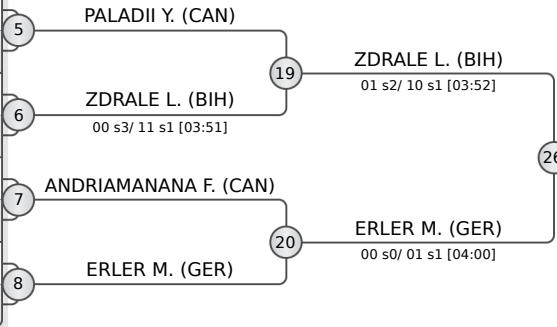 PALADII Y. (CAN)
5
ZDRALE L. (BIH)
19
01 s2/ 10 s1 [03:52]
ZDRALE L. (BIH)
6
00 s3/ 11 s1 [03:51]
26
ANDRIAMANANA F. (CAN)
7
ERLER M. (GER)
20
00 s0/ 01 s1 [04:00]
ERLER M. (GER)
8